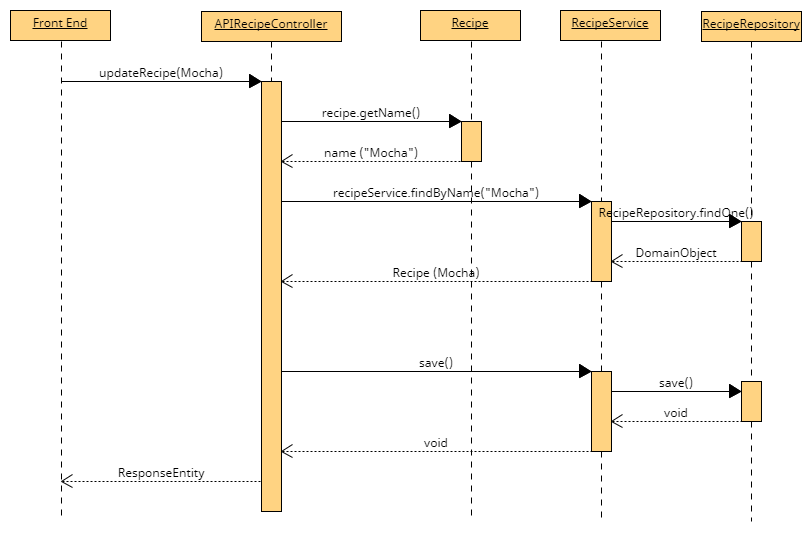 Front End
APIRecipeController
Recipe
RecipeService
RecipeRepository
updateRecipe(Mocha)
recipe.getName()
name ("Mocha")
recipeService.findByName("Mocha")
RecipeRepository.findOne()
DomainObject
Recipe (Mocha)
save()
save()
void
void
ResponseEntity